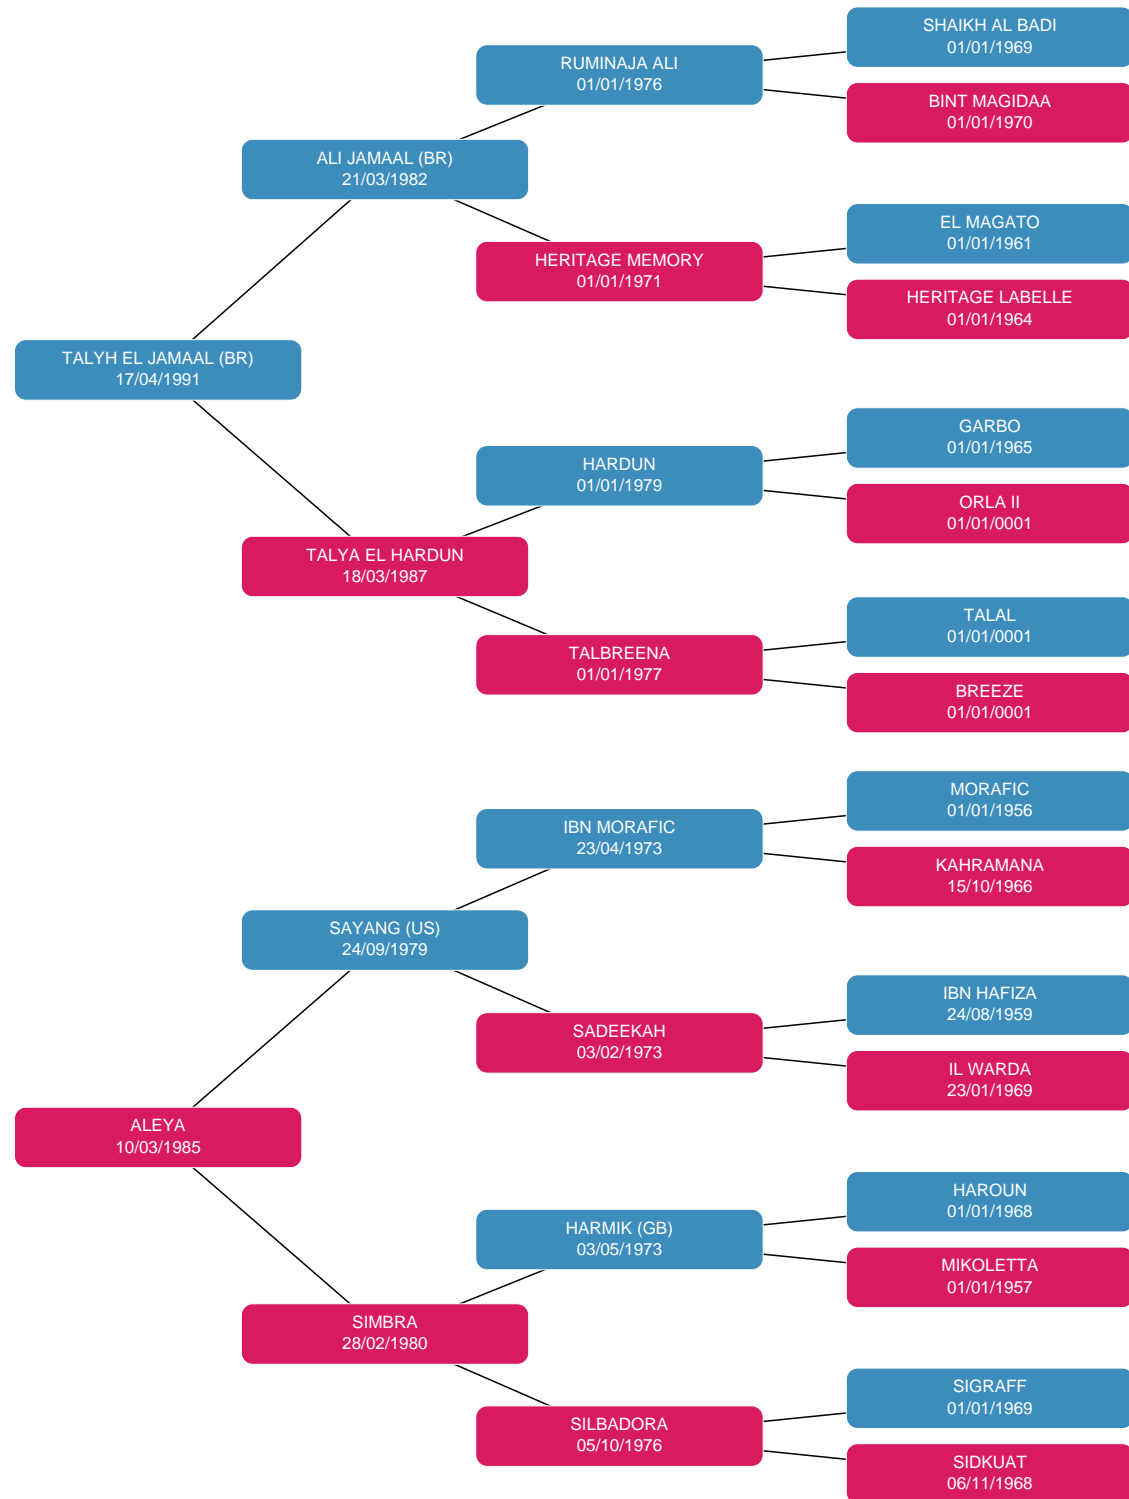 SHAIKH AL BADI
01/01/1969
RUMINAJA ALI
01/01/1976
BINT MAGIDAA
01/01/1970
ALI JAMAAL (BR)
21/03/1982
EL MAGATO
01/01/1961
HERITAGE MEMORY
01/01/1971
HERITAGE LABELLE
01/01/1964
TALYH EL JAMAAL (BR)
17/04/1991
GARBO
01/01/1965
HARDUN
01/01/1979
ORLA II
01/01/0001
TALYA EL HARDUN
18/03/1987
TALAL
01/01/0001
TALBREENA
01/01/1977
BREEZE
01/01/0001
MORAFIC
01/01/1956
IBN MORAFIC
23/04/1973
KAHRAMANA
15/10/1966
SAYANG (US)
24/09/1979
IBN HAFIZA
24/08/1959
SADEEKAH
03/02/1973
IL WARDA
23/01/1969
ALEYA
10/03/1985
HAROUN
01/01/1968
HARMIK (GB)
03/05/1973
MIKOLETTA
01/01/1957
SIMBRA
28/02/1980
SIGRAFF
01/01/1969
SILBADORA
05/10/1976
SIDKUAT
06/11/1968